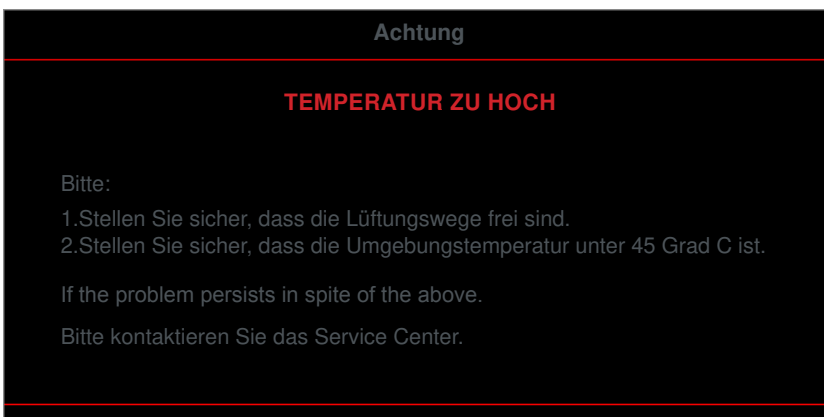 Achtung
TEMPERATUR ZU HOCH
Bitte:
1.Stellen Sie sicher, dass die Lüftungswege frei sind.
2.Stellen Sie sicher, dass die Umgebungstemperatur unter 45 Grad C ist.
If the problem persists in spite of the above.
Bitte kontaktieren Sie das Service Center.